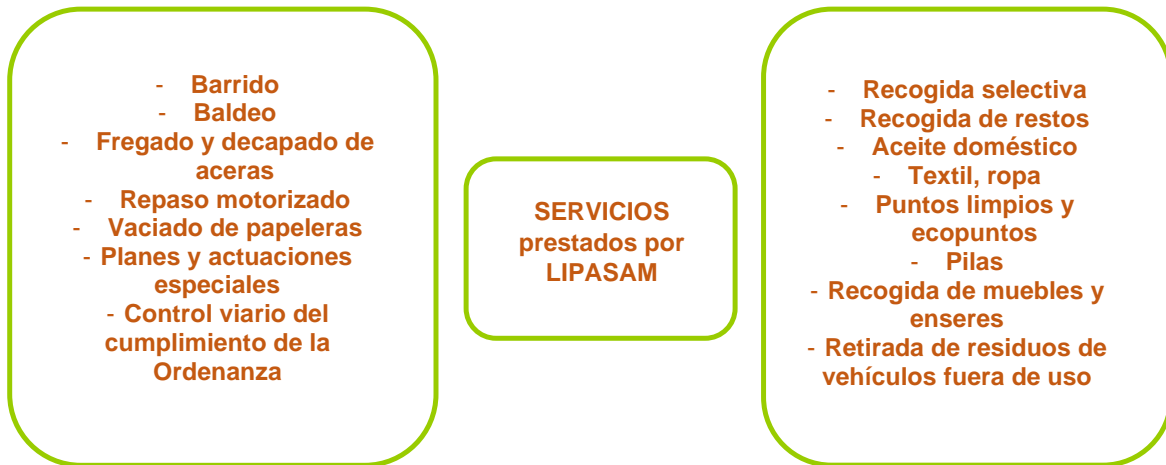 - Barrido
- Baldeo
- Fregado y decapado de
aceras
- Repaso motorizado
- Vaciado de papeleras
- Planes y actuaciones
especiales
- Control viario del
cumplimiento de la
Ordenanza
SERVICIOS
prestados por
LIPASAM
- Recogida selectiva
- Recogida de restos
- Aceite doméstico
- Textil, ropa
- Puntos limpios y
ecopuntos
- Pilas
- Recogida de muebles y
enseres
- Retirada de residuos de
vehículos fuera de uso